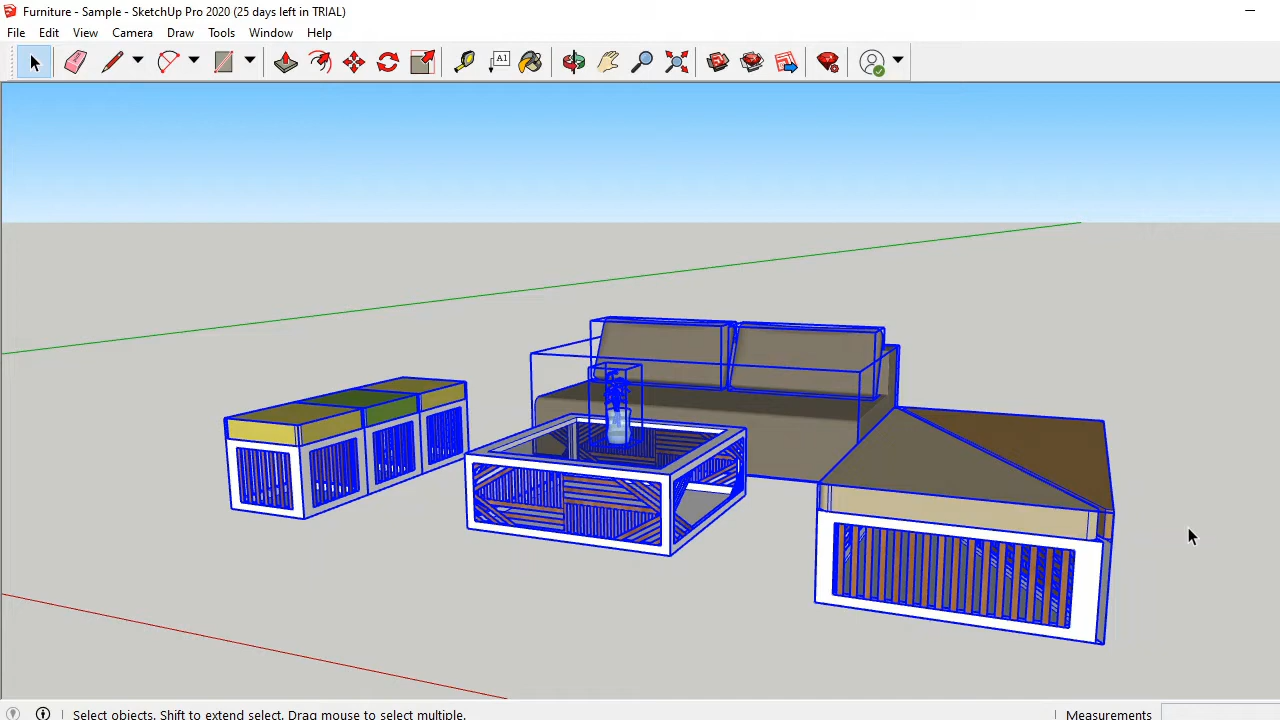 Furniture - Sample - SketchUp Pro 2020 (25 days left in TRIAL)
File Edit View Camera Draw Tools Window Help
A1
Select objects. Shift to extend select. Drag mouse to select multiple.
Measurements